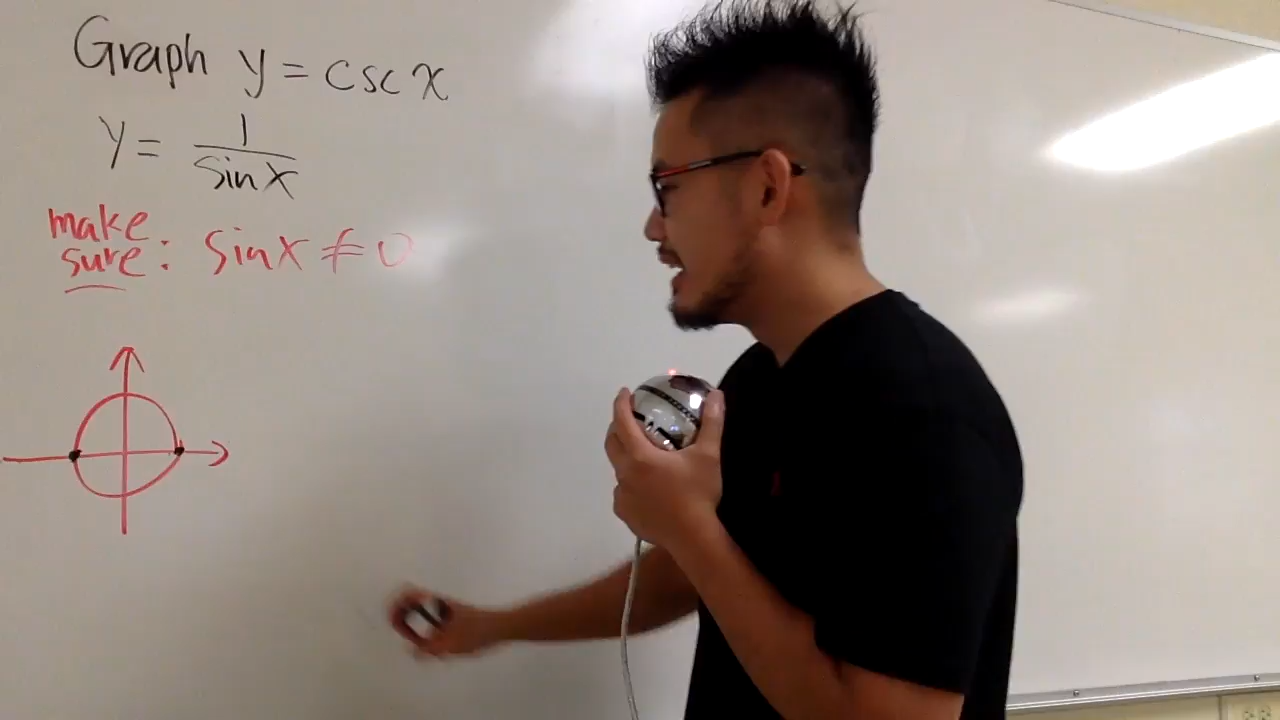 Graph y = csc x
y = 1/sin x
make sure: sin x ≠ 0